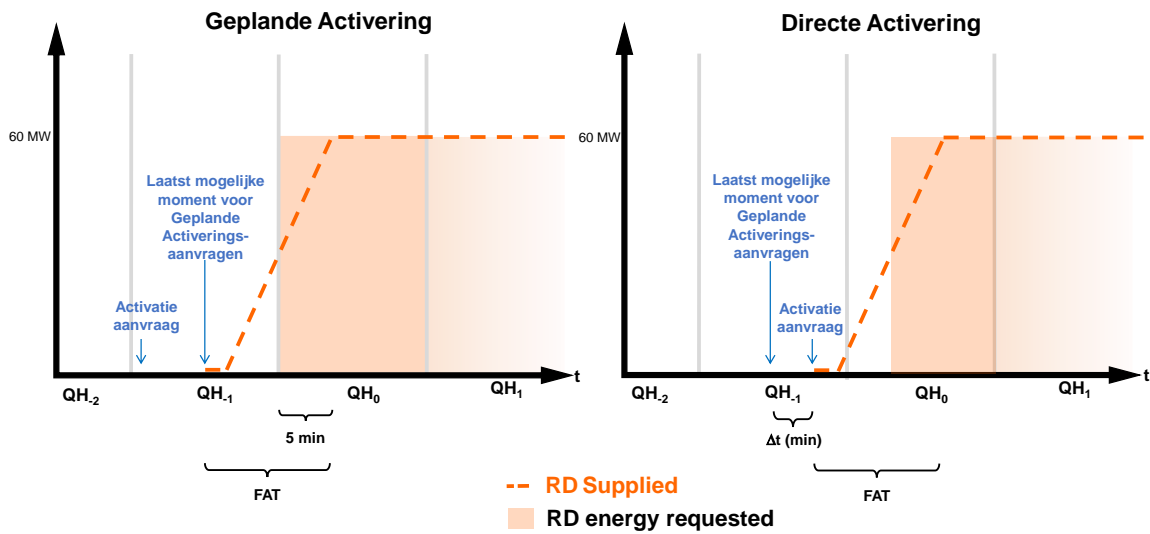 Geplande Activering
60 MW
Laatst mogelijke
moment voor
Geplande
Activerings-
aanvragen
Activatie
aanvraag
t
QH-2
QH-1
QH0
QH1
5 min
FAT
Directe Activering
60 MW
Laatst mogelijke
moment voor
Geplande
Activerings-
aanvragen
Activatie
aanvraag
t
QH-2
QH-1
QH0
QH1
Δt (min)
FAT
RD Supplied
RD energy requested